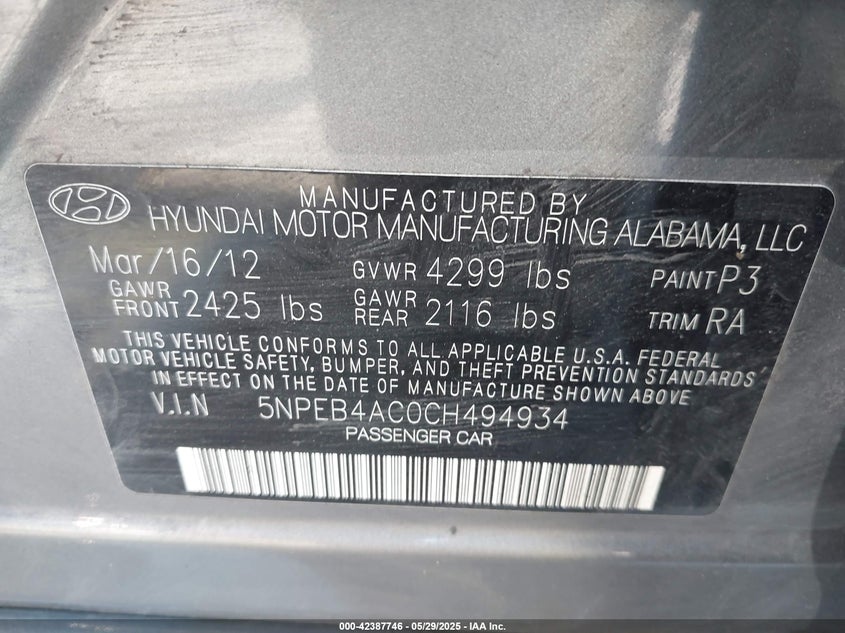 MANUFACTURED BY
HYUNDAI MOTOR MANUFACTURING ALABAMA, LLC
Mar/16/12 GVWR 4299 lbs PAINT P3
GAWR FRONT 2425 lbs GAWR REAR 2116 lbs TRIM RA
THIS VEHICLE CONFORMS TO ALL APPLICABLE U.S.A. FEDERAL
MOTOR VEHICLE SAFETY, BUMPER, AND THEFT PREVENTION STANDARDS
IN EFFECT ON THE DATE OF MANUFACTURE SHOWN ABOVE
V.I.N 5NPEB4AC0CH494934
PASSENGER CAR
000-42387746 — 05/29/2025 — IAA Inc.